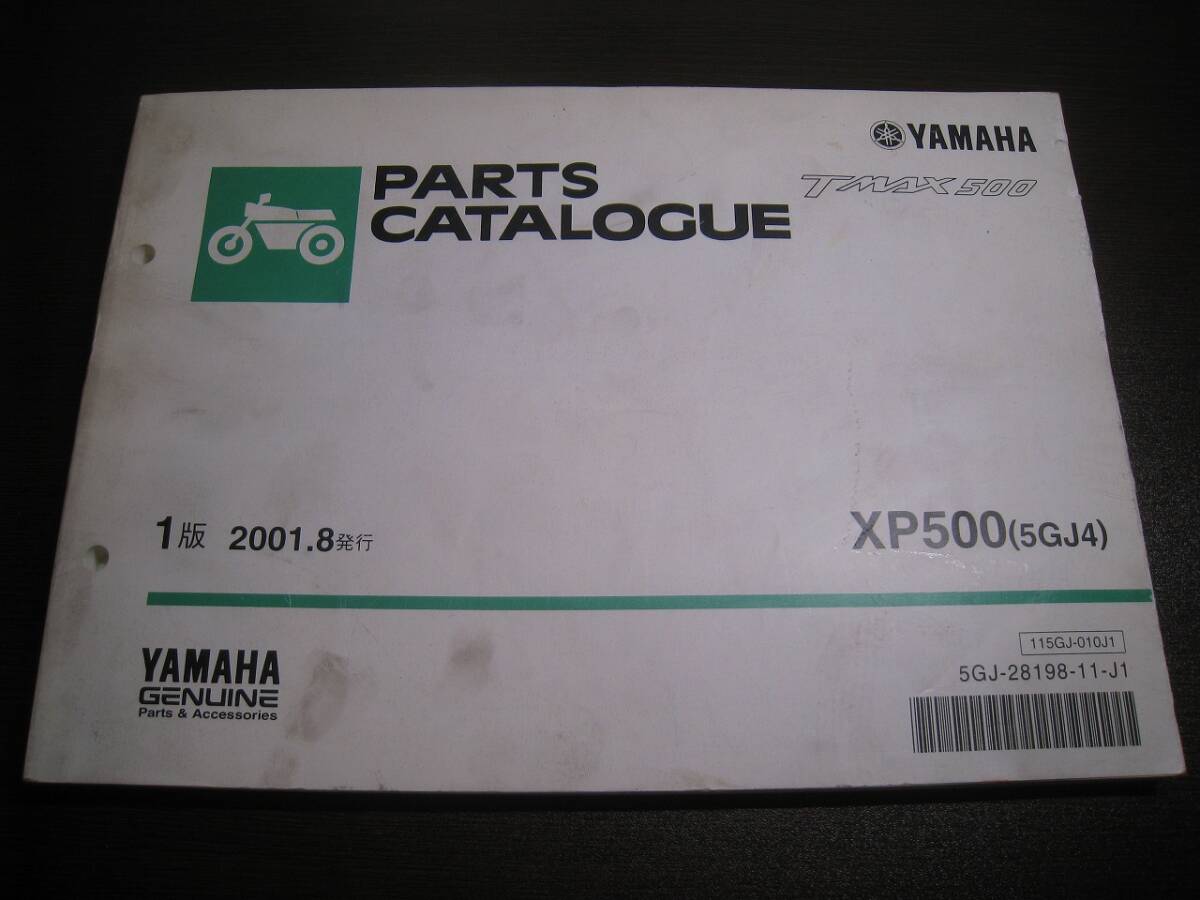 YAMAHA
TMAX 500
PARTS
CATALOGUE
1版 2001.8発行
XP500(5GJ4)
115GJ-010J1
5GJ-28198-11-J1
YAMAHA
GENUINE
Parts & Accessories